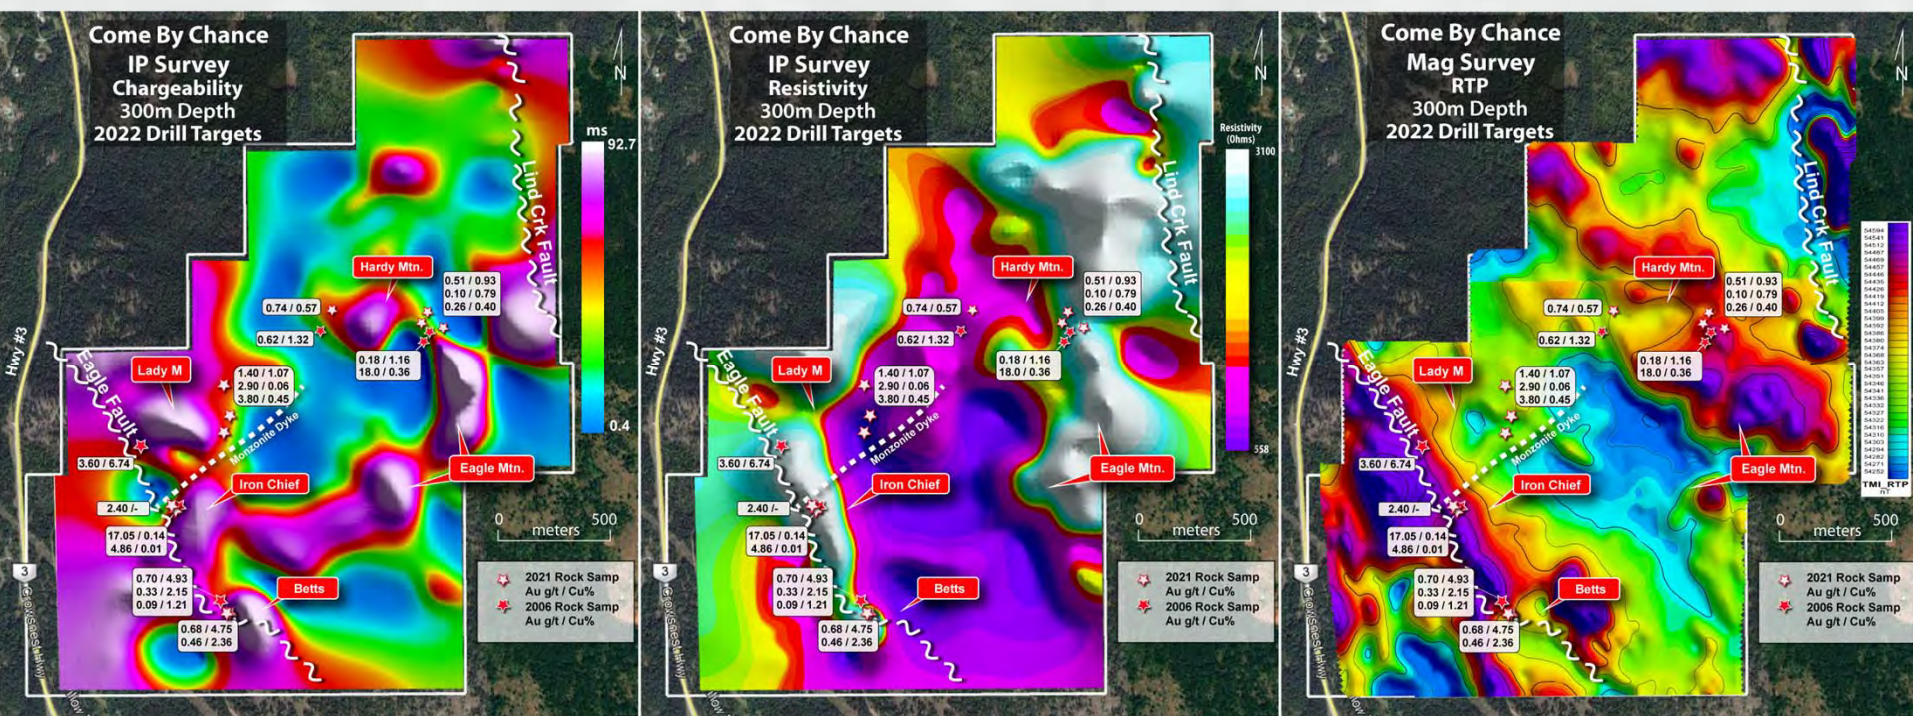 Come By Chance
IP Survey
Chargeability
300m Depth
2022 Drill Targets
N
ms
92.7
0.4
Lind Crk Fault
Hardy Mtn.
0.51 / 0.93
0.10 / 0.79
0.26 / 0.40
0.74 / 0.57
0.62 / 1.32
0.18 / 1.16
18.0 / 0.36
Hwy #3
Eagle Fault
Lady M
1.40 / 1.07
2.90 / 0.06
3.80 / 0.45
Monzonite Dyke
3.60 / 6.74
Eagle Mtn.
Iron Chief
2.40 /-
17.05 / 0.14
4.86 / 0.01
0 500
meters
3
0.70 / 4.93
0.33 / 2.15
0.09 / 1.21
Betts
0.68 / 4.75
0.46 / 2.36
2021 Rock Samp
Au g/t / Cu%
2006 Rock Samp
Au g/t / Cu%
Crowsnest Hwy
Come By Chance
IP Survey
Resistivity
300m Depth
2022 Drill Targets
N
Resistivity
(Ohms)
3100
558
Lind Crk Fault
Hardy Mtn.
0.51 / 0.93
0.10 / 0.79
0.26 / 0.40
0.74 / 0.57
0.62 / 1.32
0.18 / 1.16
18.0 / 0.36
Hwy #3
Eagle Fault
Lady M
1.40 / 1.07
2.90 / 0.06
3.80 / 0.45
Monzonite Dyke
3.60 / 6.74
Eagle Mtn.
Iron Chief
2.40 /-
17.05 / 0.14
4.86 / 0.01
0 500
meters
3
0.70 / 4.93
0.33 / 2.15
0.09 / 1.21
Betts
0.68 / 4.75
0.46 / 2.36
2021 Rock Samp
Au g/t / Cu%
2006 Rock Samp
Au g/t / Cu%
Crowsnest Hwy
Come By Chance
Mag Survey
RTP
300m Depth
2022 Drill Targets
N
Lind Crk Fault
Hardy Mtn.
0.51 / 0.93
0.10 / 0.79
0.26 / 0.40
0.74 / 0.57
0.62 / 1.32
0.18 / 1.16
18.0 / 0.36
Hwy #3
Eagle Fault
Lady M
1.40 / 1.07
2.90 / 0.06
3.80 / 0.45
Monzonite Dyke
3.60 / 6.74
Eagle Mtn.
Iron Chief
2.40 /-
17.05 / 0.14
4.86 / 0.01
TMI_RTP
nT
0 500
meters
3
0.70 / 4.93
0.33 / 2.15
0.09 / 1.21
Betts
0.68 / 4.75
0.46 / 2.36
2021 Rock Samp
Au g/t / Cu%
2006 Rock Samp
Au g/t / Cu%